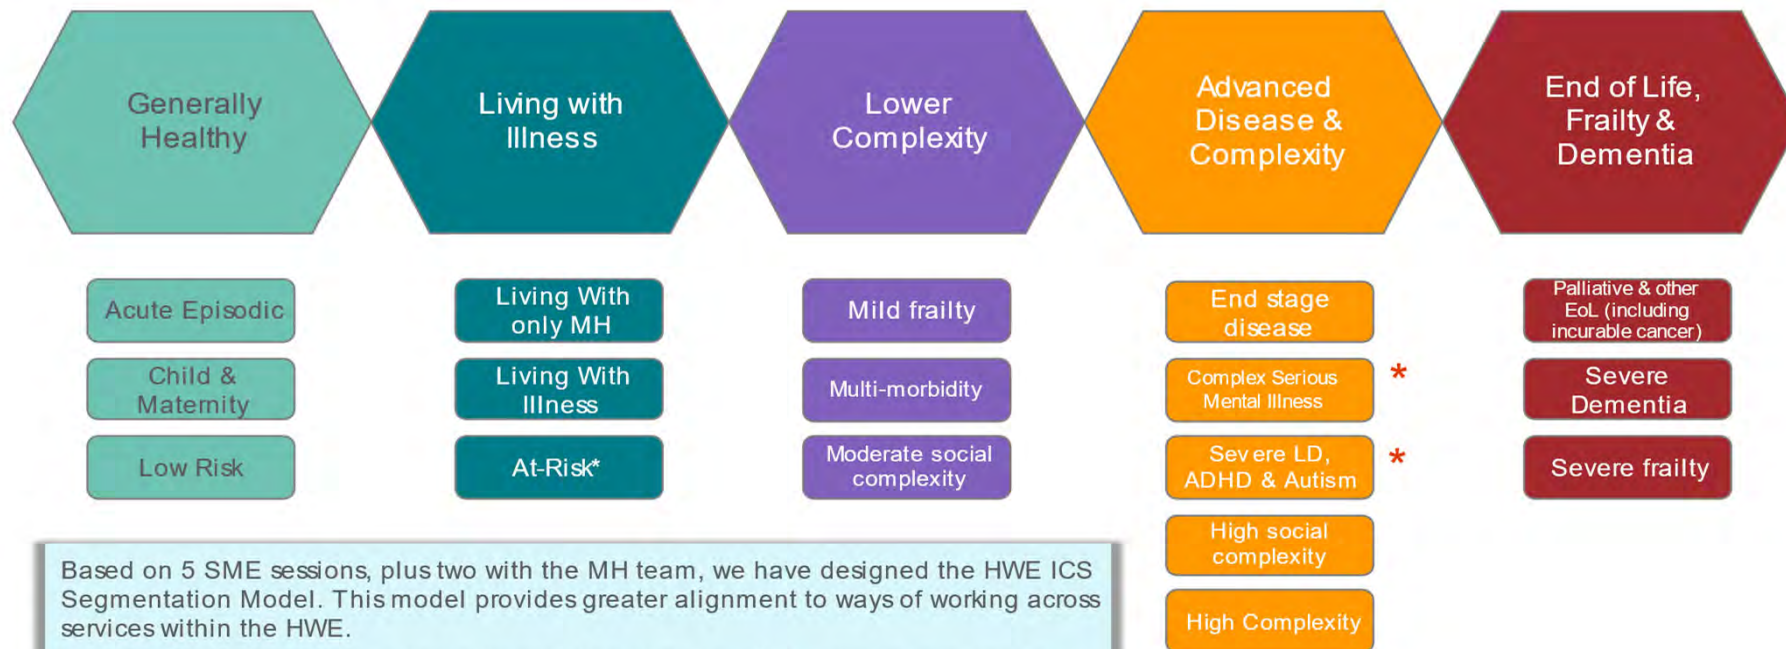 Generally
Healthy
Living with
Illness
Lower
Complexity
Advanced
Disease &
Complexity
End of Life,
Frailty &
Dementia
Acute Episodic
Child &
Maternity
Low Risk
Living With
only MH
Living With
Illness
At-Risk*
Mild frailty
Multi-morbidity
Moderate social
complexity
End stage
disease
Complex Serious
Mental Illness
*
Severe LD,
ADHD & Autism
*
High social
complexity
High Complexity
Palliative & other
EoL (including
incurable cancer)
Severe
Dementia
Severe frailty
Based on 5 SME sessions, plus two with the MH team, we have designed the HWE ICS
Segmentation Model. This model provides greater alignment to ways of working across
services within the HWE.